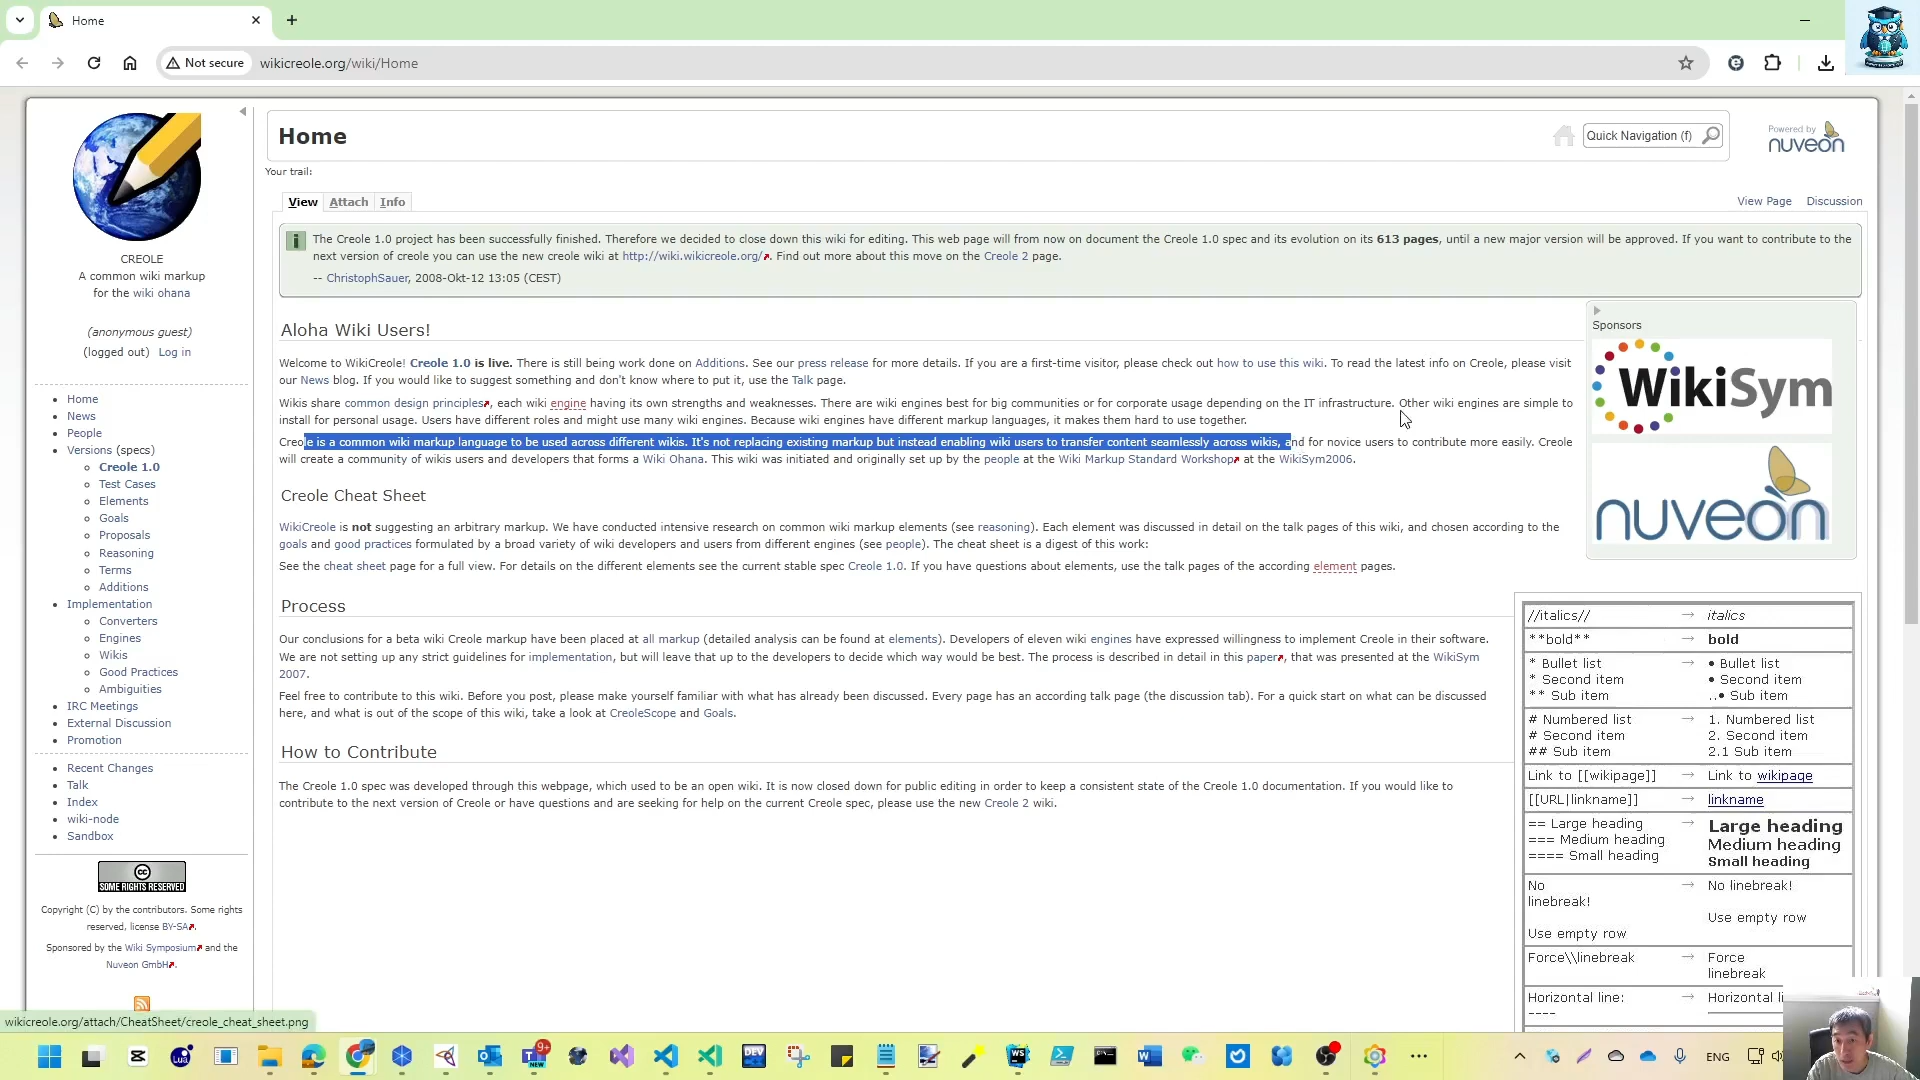 Home
Not secure
wikicreole.org/wiki/Home
CREOLE
A common wiki markup
for the wiki ohana
(anonymous guest)
(logged out) Log in
Home
News
People
Versions (specs)
Creole 1.0
Test Cases
Elements
Goals
Proposals
Reasoning
Terms
Additions
Implementation
Converters
Engines
Wikis
Good Practices
Ambiguities
IRC Meetings
External Discussion
Promotion
Recent Changes
Talk
Index
wiki-node
Sandbox
SOME RIGHTS RESERVED
Copyright (C) by the contributors. Some rights
reserved, license BY-SA.
Sponsored by the Wiki Symposium and the
Nuveon GmbH.
Home
Quick Navigation (f)
Powered by
nuveon
Your trail:
View Attach Info
View Page Discussion
The Creole 1.0 project has been successfully finished. Therefore we decided to close down this wiki for editing. This web page will from now on document the Creole 1.0 spec and its evolution on its 613 pages, until a new major version will be approved. If you want to contribute to the
next version of creole you can use the new creole wiki at http://wiki.wikicreole.org/. Find out more about this move on the Creole 2 page.
-- ChristophSauer, 2008-Okt-12 13:05 (CEST)
Aloha Wiki Users!
Welcome to WikiCreole! Creole 1.0 is live. There is still being work done on Additions. See our press release for more details. If you are a first-time visitor, please check out how to use this wiki. To read the latest info on Creole, please visit
our News blog. If you would like to suggest something and don't know where to put it, use the Talk page.
Wikis share common design principles, each wiki engine having its own strengths and weaknesses. There are wiki engines best for big communities or for corporate usage depending on the IT infrastructure. Other wiki engines are simple to
install for personal usage. Users have different roles and might use many wiki engines. Because wiki engines have different markup languages, it makes them hard to use together.
Creole is a common wiki markup language to be used across different wikis. It's not replacing existing markup but instead enabling wiki users to transfer content seamlessly across wikis, and for novice users to contribute more easily. Creole
will create a community of wikis users and developers that forms a Wiki Ohana. This wiki was initiated and originally set up by the people at the Wiki Markup Standard Workshop at the WikiSym2006.
Creole Cheat Sheet
WikiCreole is not suggesting an arbitrary markup. We have conducted intensive research on common wiki markup elements (see reasoning). Each element was discussed in detail on the talk pages of this wiki, and chosen according to the
goals and good practices formulated by a broad variety of wiki developers and users from different engines (see people). The cheat sheet is a digest of this work:
See the cheat sheet page for a full view. For details on the different elements see the current stable spec Creole 1.0. If you have questions about elements, use the talk pages of the according element pages.
Process
Our conclusions for a beta wiki Creole markup have been placed at all markup (detailed analysis can be found at elements). Developers of eleven wiki engines have expressed willingness to implement Creole in their software.
We are not setting up any strict guidelines for implementation, but will leave that up to the developers to decide which way would be best. The process is described in detail in this paper, that was presented at the WikiSym
2007.
Feel free to contribute to this wiki. Before you post, please make yourself familiar with what has already been discussed. Every page has an according talk page (the discussion tab). For a quick start on what can be discussed
here, and what is out of the scope of this wiki, take a look at CreoleScope and Goals.
How to Contribute
The Creole 1.0 spec was developed through this webpage, which used to be an open wiki. It is now closed down for public editing in order to keep a consistent state of the Creole 1.0 documentation. If you would like to
contribute to the next version of Creole or have questions and are seeking for help on the current Creole spec, please use the new Creole 2 wiki.
Sponsors
WikiSym
nuveon
//italics// → italics
**bold** → bold
* Bullet list → • Bullet list
* Second item • Second item
** Sub item ..• Sub item
# Numbered list → 1. Numbered list
# Second item 2. Second item
## Sub item 2.1 Sub item
Link to [[wikipage]] → Link to wikipage
[[URL|linkname]] → linkname
== Large heading → Large heading
=== Medium heading Medium heading
==== Small heading Small heading
No → No linebreak!
linebreak!
Use empty row
Use empty row
Force\\linebreak → Force
linebreak
Horizontal line: → Horizontal li
----
wikicreole.org/attach/CheatSheet/creole_cheat_sheet.png
Lua
9+
NEW
DEV
WS
ENG